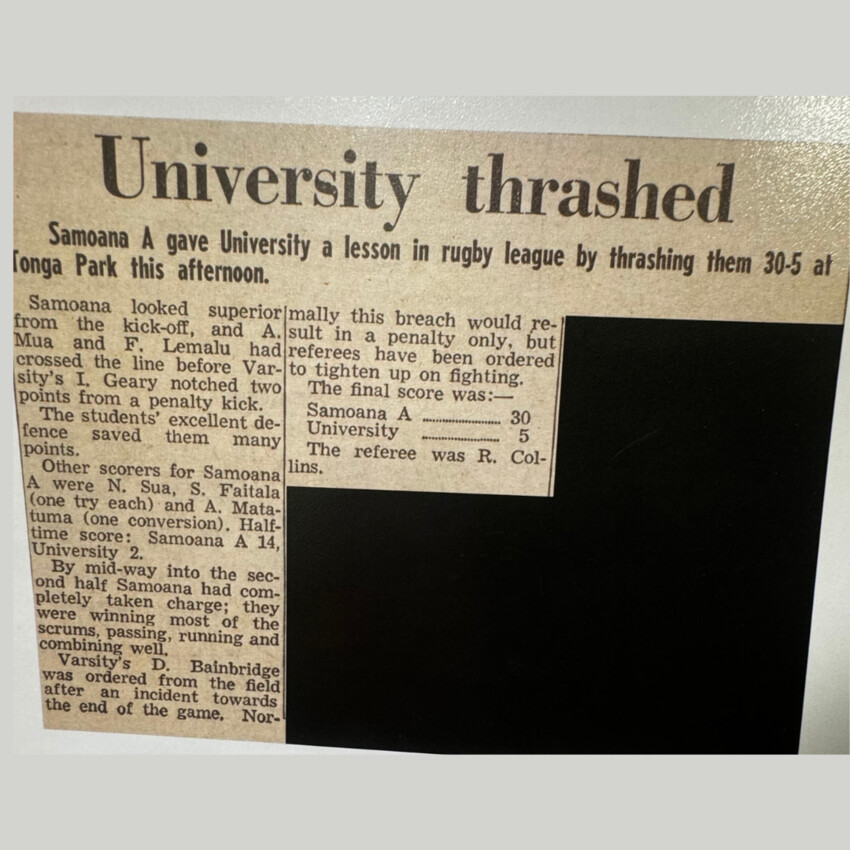 University thrashed
Samoana A gave University a lesson in rugby league by thrashing them 30-5 at
Tonga Park this afternoon.
Samoana looked superior
from the kick-off, and A.
Mua and F. Lemalu had
crossed the line before Var-
sity's I. Geary notched two
points from a penalty kick.
The students' excellent de-
fence saved them many
points.
Other scorers for Samoana
A were N. Sua, S. Faitala
(one try each) and A. Mata-
tuma (one conversion). Half-
time score: Samoana A 14,
University 2.
By mid-way into the sec-
ond half Samoana had com-
pletely taken charge; they
were winning most of the
scrums, passing, running and
combining well.
Varsity's D. Bainbridge
was ordered from the field
after an incident towards
the end of the game. Nor-
mally this breach would re-
sult in a penalty only, but
referees have been ordered
to tighten up on fighting.
The final score was:—
Samoana A .................... 30
University .................... 5
The referee was R. Col-
lins.